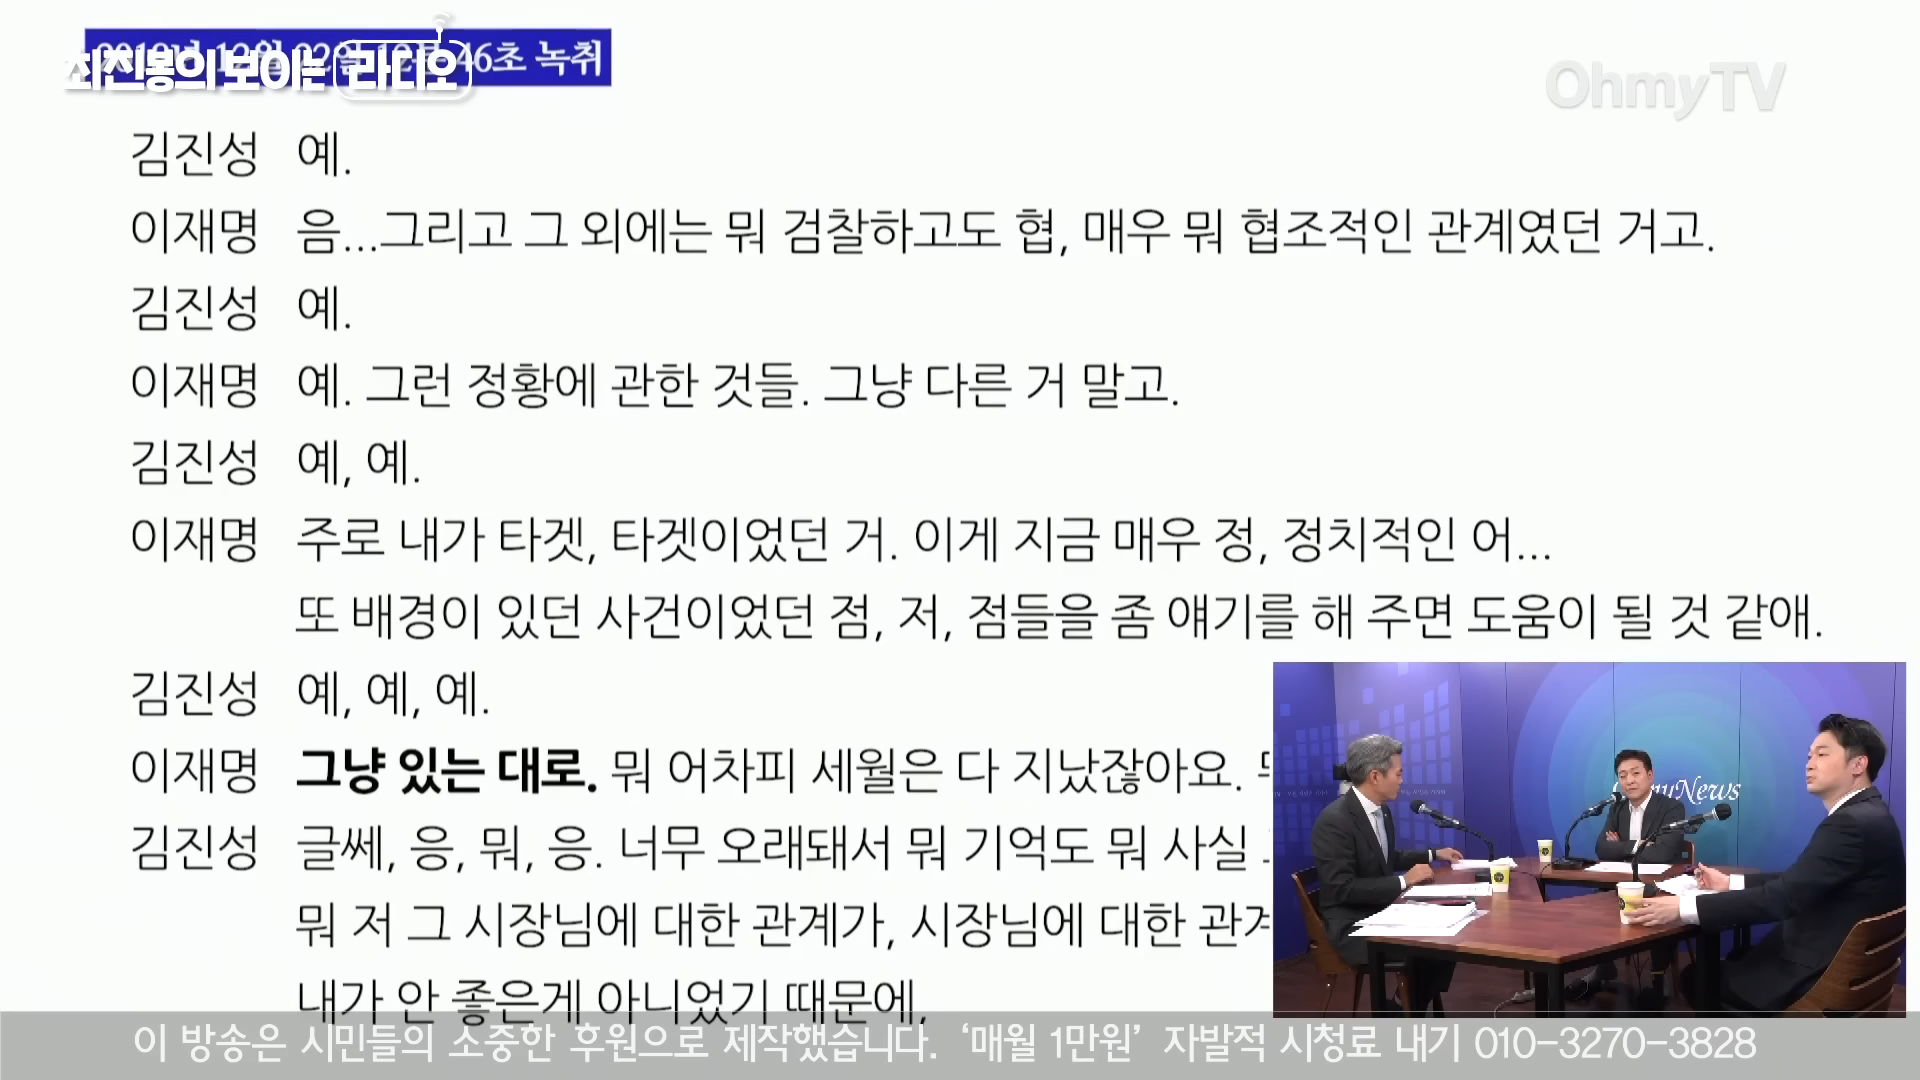 최진봉의 보이는 라디오
46초 녹취
OhmyTV
김진성 예.
이재명 음...그리고 그 외에는 뭐 검찰하고도 협, 매우 뭐 협조적인 관계였던 거고.
김진성 예.
이재명 예. 그런 정황에 관한 것들. 그냥 다른 거 말고.
김진성 예, 예.
이재명 주로 내가 타겟, 타겟이었던 거. 이게 지금 매우 정, 정치적인 어...
또 배경이 있던 사건이었던 점, 저, 점들을 좀 얘기를 해 주면 도움이 될 것 같애.
김진성 예, 예, 예.
이재명 그냥 있는 대로. 뭐 어차피 세월은 다 지났잖아요.
김진성 글쎄, 응, 뭐, 응. 너무 오래돼서 뭐 기억도 뭐 사실
뭐 저 그 시장님에 대한 관계가, 시장님에 대한
내가 안 좋은게 아니었기 때문에,
이 방송은 시민들의 소중한 후원으로 제작했습니다. ‘매월 1만원’ 자발적 시청료 내기 010-3270-3828